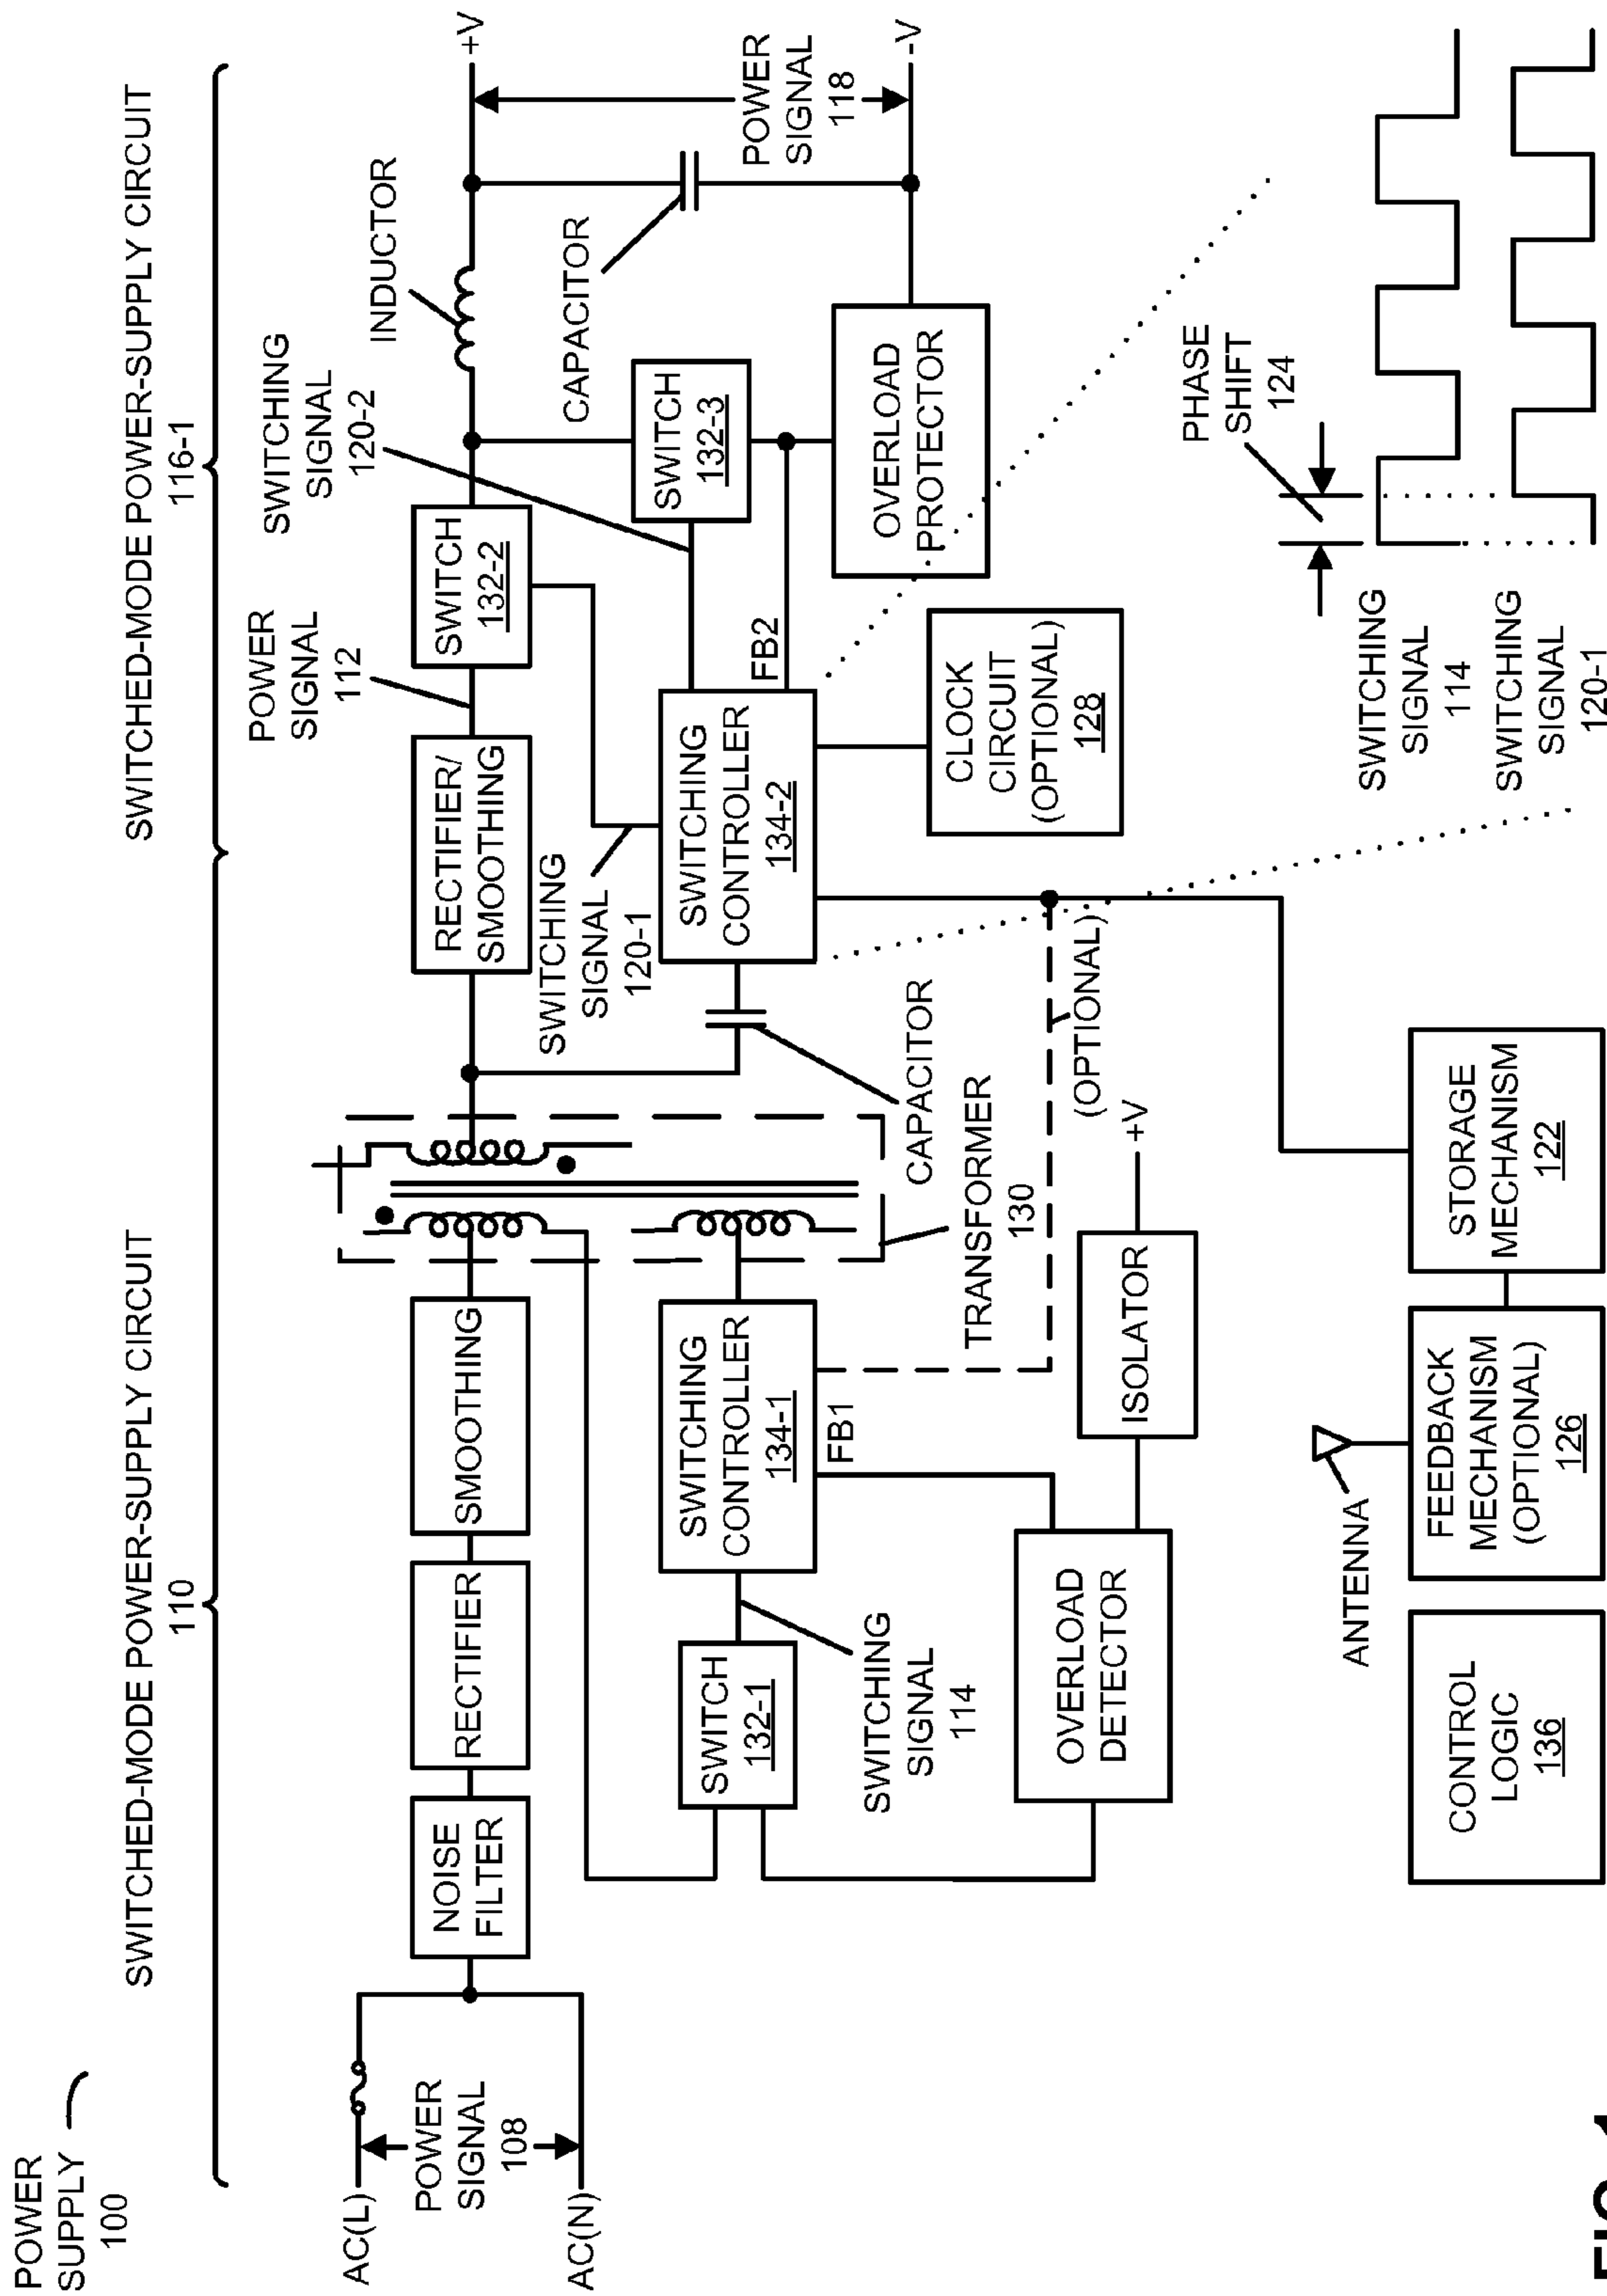 POWER
SUPPLY
100
SWITCHED-MODE POWER-SUPPLY CIRCUIT
110
SWITCHED-MODE POWER-SUPPLY CIRCUIT
116-1
AC(L)
POWER
SIGNAL
108
AC(N)
NOISE
FILTER
RECTIFIER
SMOOTHING
RECTIFIER/
SMOOTHING
POWER
SIGNAL
112
SWITCH
132-2
SWITCHING
SIGNAL
120-2
INDUCTOR
+V
POWER
SIGNAL
118
-V
CAPACITOR
SWITCH
132-3
OVERLOAD
PROTECTOR
FB2
SWITCHING
SIGNAL
120-1
SWITCHING
CONTROLLER
134-2
CLOCK
CIRCUIT
(OPTIONAL)
128
CAPACITOR
TRANSFORMER
130
(OPTIONAL)
SWITCHING
CONTROLLER
134-1
FB1
SWITCH
132-1
SWITCHING
SIGNAL
114
OVERLOAD
DETECTOR
ISOLATOR
+V
ANTENNA
CONTROL
LOGIC
136
FEEDBACK
MECHANISM
(OPTIONAL)
126
STORAGE
MECHANISM
122
PHASE
SHIFT
124
SWITCHING
SIGNAL
114
SWITCHING
SIGNAL
120-1